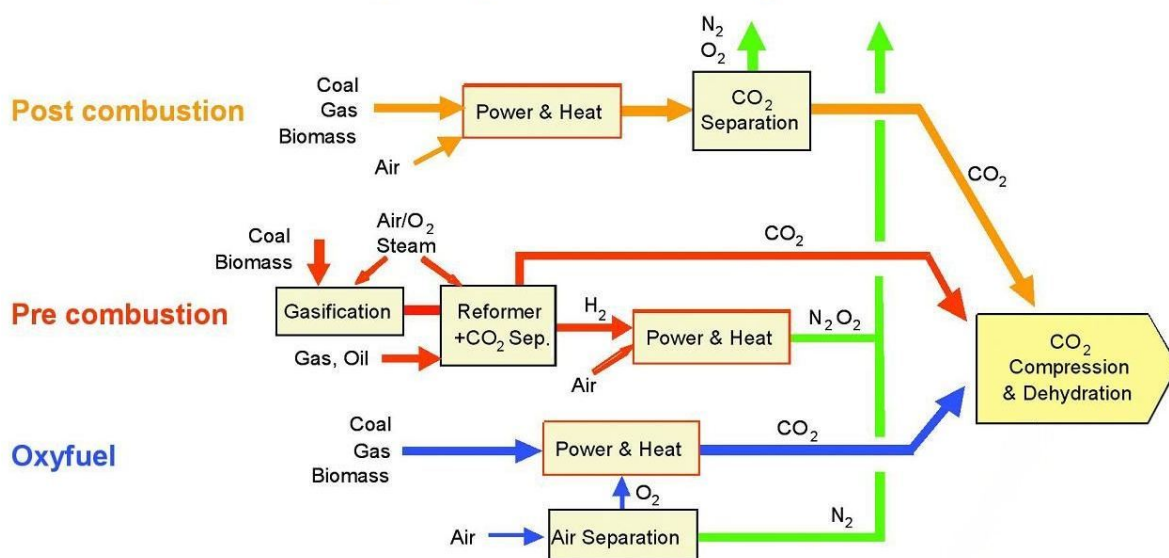 N2
O2
Coal
Gas
Biomass
Post combustion
Power & Heat
CO2
Separation
Air
CO2
Air/O2
Steam
Coal
Biomass
CO2
Pre combustion
Gasification
Reformer
+CO2 Sep.
H2
Power & Heat
N2O2
Gas, Oil
Air
CO2
Compression
& Dehydration
Oxyfuel
Coal
Gas
Biomass
Power & Heat
CO2
O2
Air
Air Separation
N2